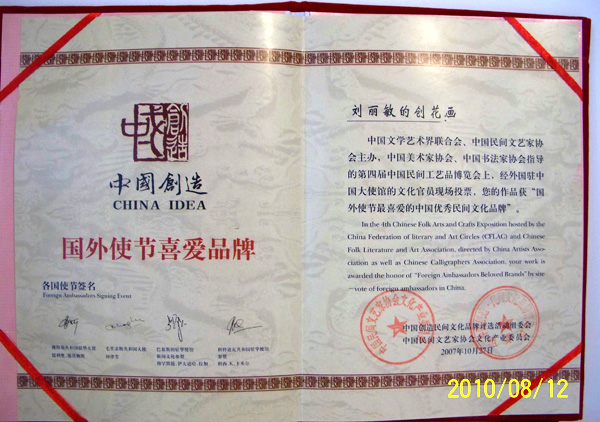 中國創造
CHINA IDEA
国外使节喜爱品牌
各国使节签名
Foreign Ambassadors Signing Event
刘丽敏的创花画
中国文学艺术界联合会、中国民间文艺家协
会主办，中国美术家协会、中国书法家协会指导
的第四届中国民间工艺品博览会上，经外国驻中
国大使馆的文化官员现场投票，您的作品获“国
外使节最喜爱的中国优秀民间文化品牌”。
In the 4th Chinese Folk Arts and Crafts Exposition hosted by the
China Federation of literary and Art Circles (CFLAC) and Chinese
Folk Literature and Art Association, directed by China Artists Asso-
ciation as well as Chinese Calligraphers Association, your work is
awarded the honor of "Foreign Ambassadors Beloved Brands" by site
vote of foreign ambassadors in China.
中国创造民间文化品牌评选活动组委会
中国民间文艺家协会文化产业委员会
2007年10月27日
2010/08/12